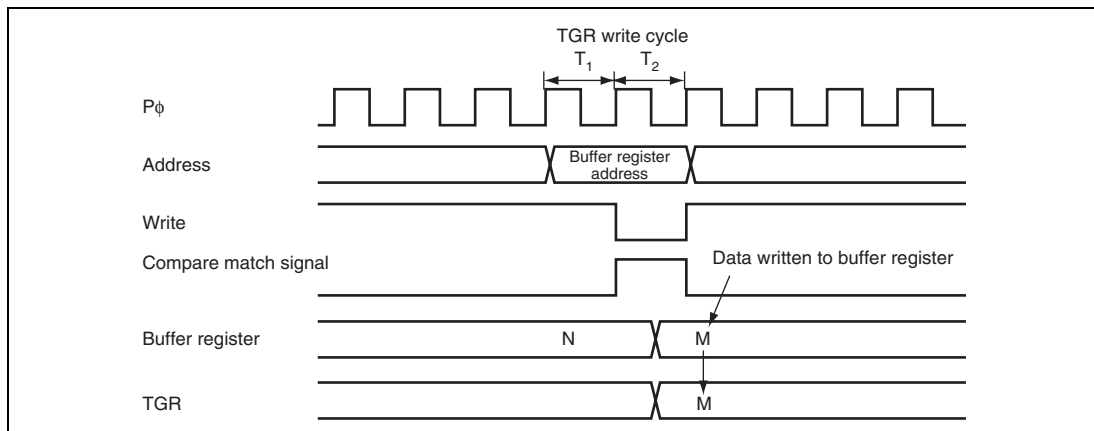 TGR write cycle
T1 T2
Pϕ
Address
Buffer register
address
Write
Compare match signal
Data written to buffer register
Buffer register
N
M
TGR
M